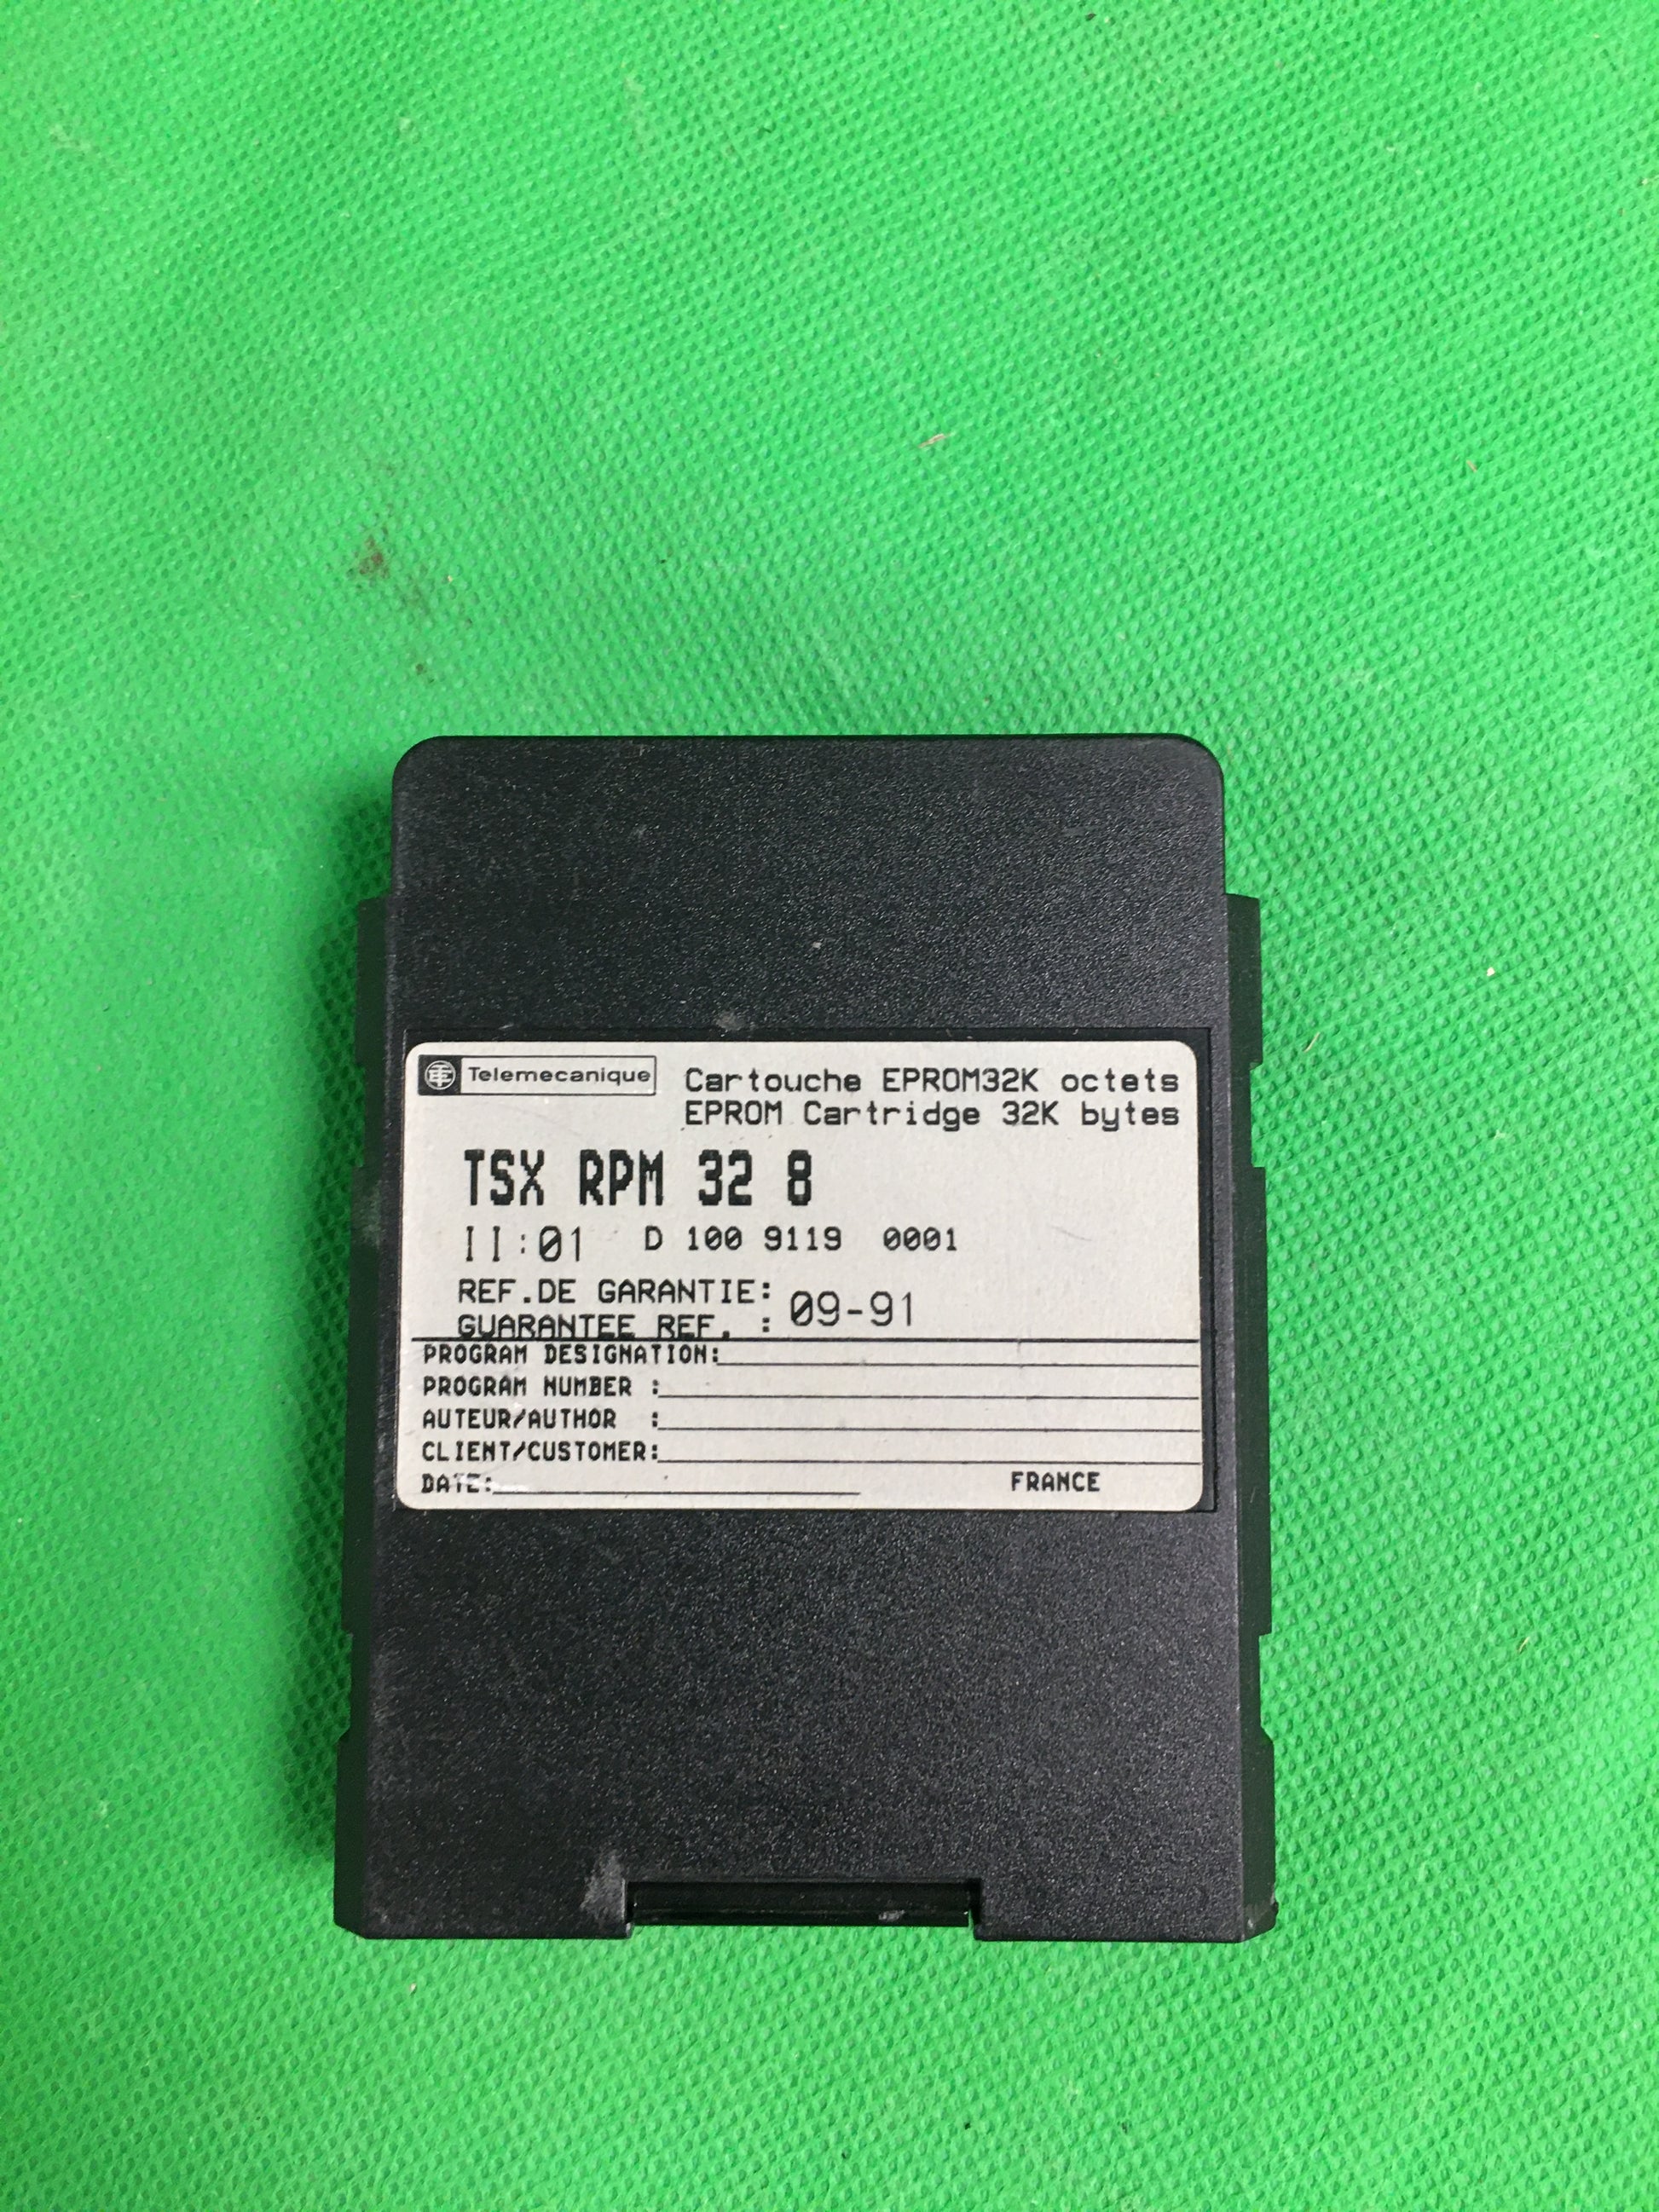 Telemecanique
Cartouche EPROM32K octets
EPROM Cartridge 32K bytes
TSX RPM 32 8
II:01 D 100 9119 0001
REF.DE GARANTIE:
GUARANTEE REF. : 09-91
PROGRAM DESIGNATION:
PROGRAM NUMBER :
AUTEUR/AUTHOR :
CLIENT/CUSTOMER:
DATE: FRANCE